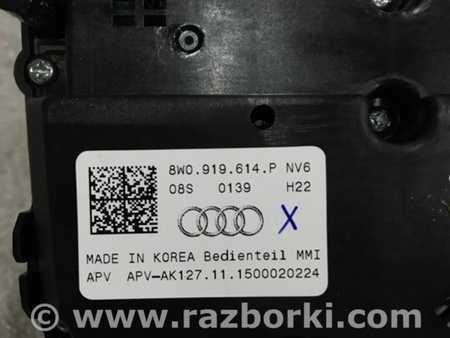 8W0.919.614.P NV6
08S 0139 H22
X
MADE IN KOREA Bedienteil MMI
APV APV-AK127.11.1500020224
© www.razborki.com